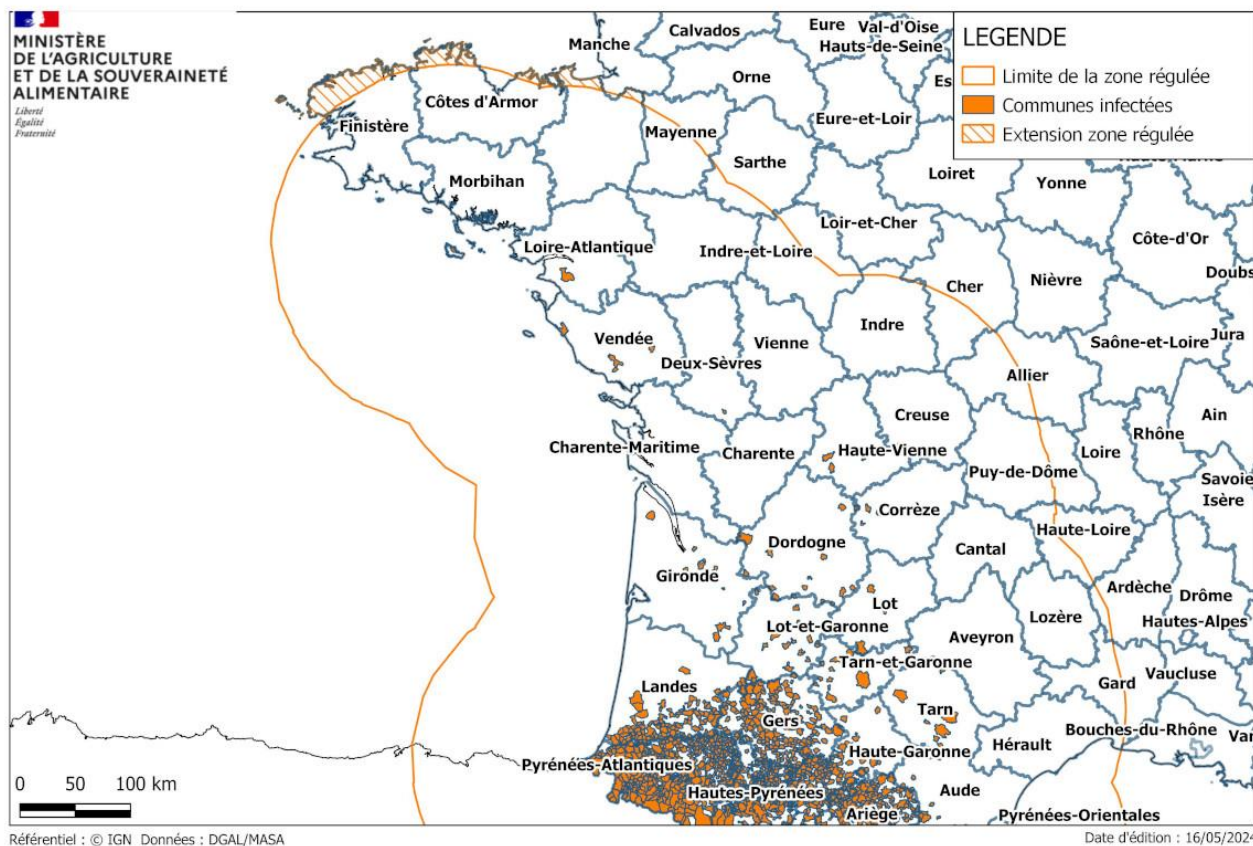 MINISTÈRE
DE L'AGRICULTURE
ET DE LA SOUVERAINETÉ
ALIMENTAIRE
Liberté
Égalité
Fraternité
LEGENDE
Limite de la zone régulée
Communes infectées
Extension zone régulée
Manche
Calvados
Eure
Val-d'Oise
Hauts-de-Seine
Orne
Côtes d'Armor
Finistère
Mayenne
Eure-et-Loir
Sarthe
Morbihan
Loiret
Yonne
Loir-et-Cher
Côte-d'Or
Loire-Atlantique
Indre-et-Loire
Cher
Nièvre
Doubs
Vendée
Vienne
Indre
Saône-et-Loire
Jura
Deux-Sèvres
Allier
Creuse
Ain
Charente-Maritime
Charente
Haute-Vienne
Puy-de-Dôme
Loire
Rhône
Savoie
Isère
Corrèze
Dordogne
Haute-Loire
Cantal
Gironde
Ardèche
Drôme
Lot
Lozère
Hautes-Alpes
Lot-et-Garonne
Aveyron
Tarn-et-Garonne
Gard
Vaucluse
Landes
Tarn
Gers
Bouches-du-Rhône
Var
Haute-Garonne
Hérault
Pyrénées-Atlantiques
Hautes-Pyrénées
Aude
Ariège
Pyrénées-Orientales
0 50 100 km
Référentiel : © IGN Données : DGAL/MASA
Date d'édition : 16/05/2024